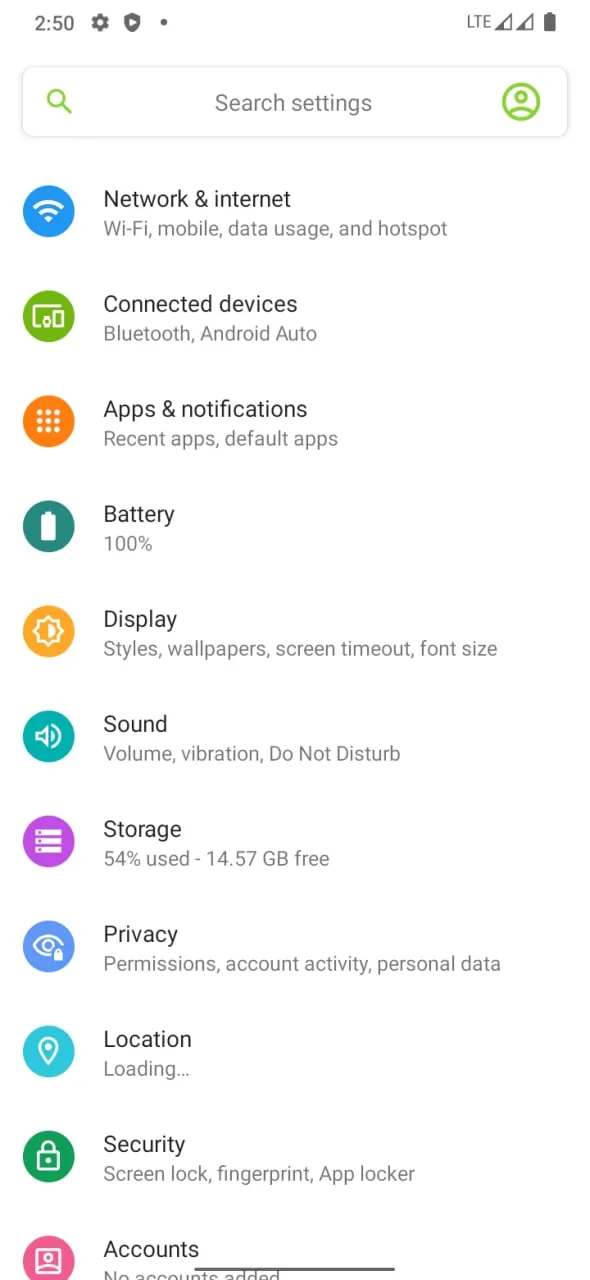 2:50
LTE
Search settings
Network & internet
Wi-Fi, mobile, data usage, and hotspot
Connected devices
Bluetooth, Android Auto
Apps & notifications
Recent apps, default apps
Battery
100%
Display
Styles, wallpapers, screen timeout, font size
Sound
Volume, vibration, Do Not Disturb
Storage
54% used - 14.57 GB free
Privacy
Permissions, account activity, personal data
Location
Loading…
Security
Screen lock, fingerprint, App locker
Accounts
No accounts added